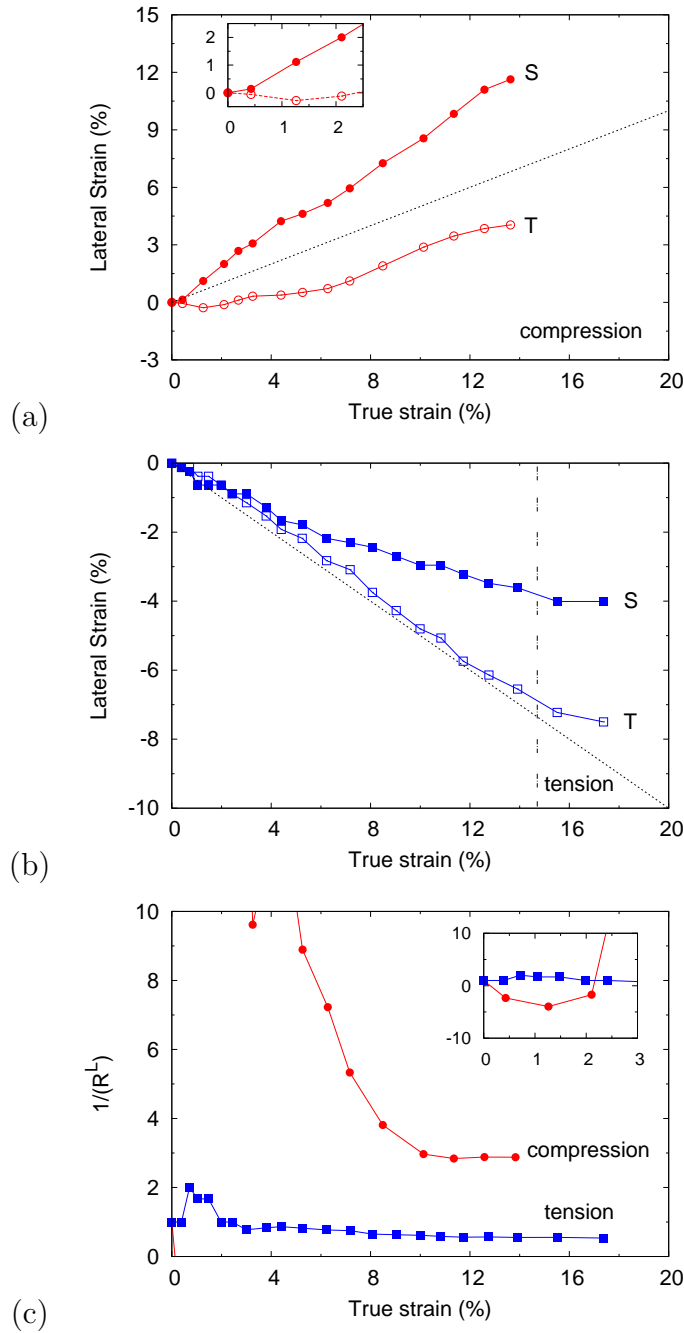 15
12
9
6
3
0
-3
Lateral Strain (%)
2
1
0
0 1 2
S
T
compression
0 4 8 12 16 20
True strain (%)
(a)
0
-2
-4
-6
-8
-10
Lateral Strain (%)
S
T
tension
0 4 8 12 16 20
True strain (%)
(b)
10
8
6
4
2
0
1/(R^L)
10
0
-10
0 1 2 3
compression
tension
0 4 8 12 16 20
True strain (%)
(c)